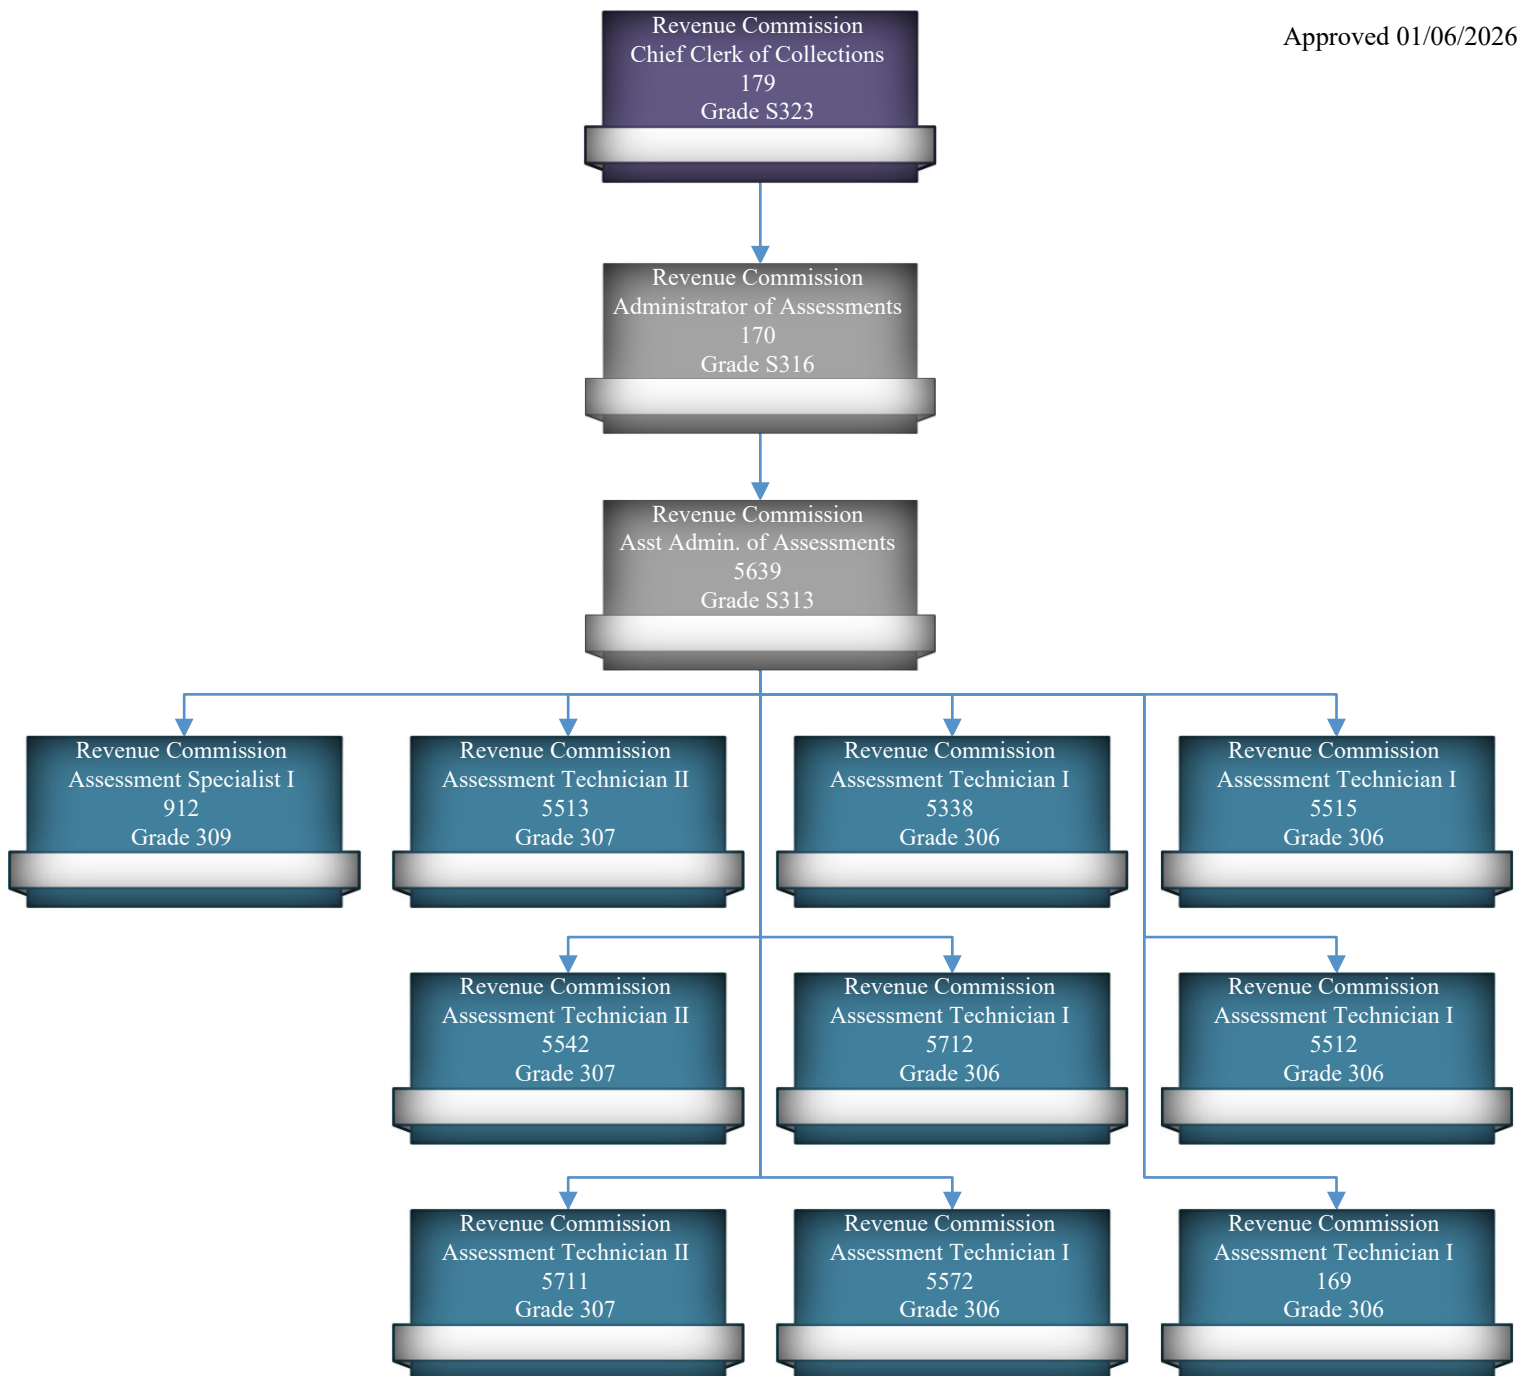 Approved 01/06/2026
Revenue Commission
Chief Clerk of Collections
179
Grade S323
Revenue Commission
Administrator of Assessments
170
Grade S316
Revenue Commission
Asst Admin. of Assessments
5639
Grade S313
Revenue Commission
Assessment Specialist I
912
Grade 309
Revenue Commission
Assessment Technician II
5513
Grade 307
Revenue Commission
Assessment Technician I
5338
Grade 306
Revenue Commission
Assessment Technician I
5515
Grade 306
Revenue Commission
Assessment Technician II
5542
Grade 307
Revenue Commission
Assessment Technician I
5712
Grade 306
Revenue Commission
Assessment Technician I
5512
Grade 306
Revenue Commission
Assessment Technician II
5711
Grade 307
Revenue Commission
Assessment Technician I
5572
Grade 306
Revenue Commission
Assessment Technician I
169
Grade 306